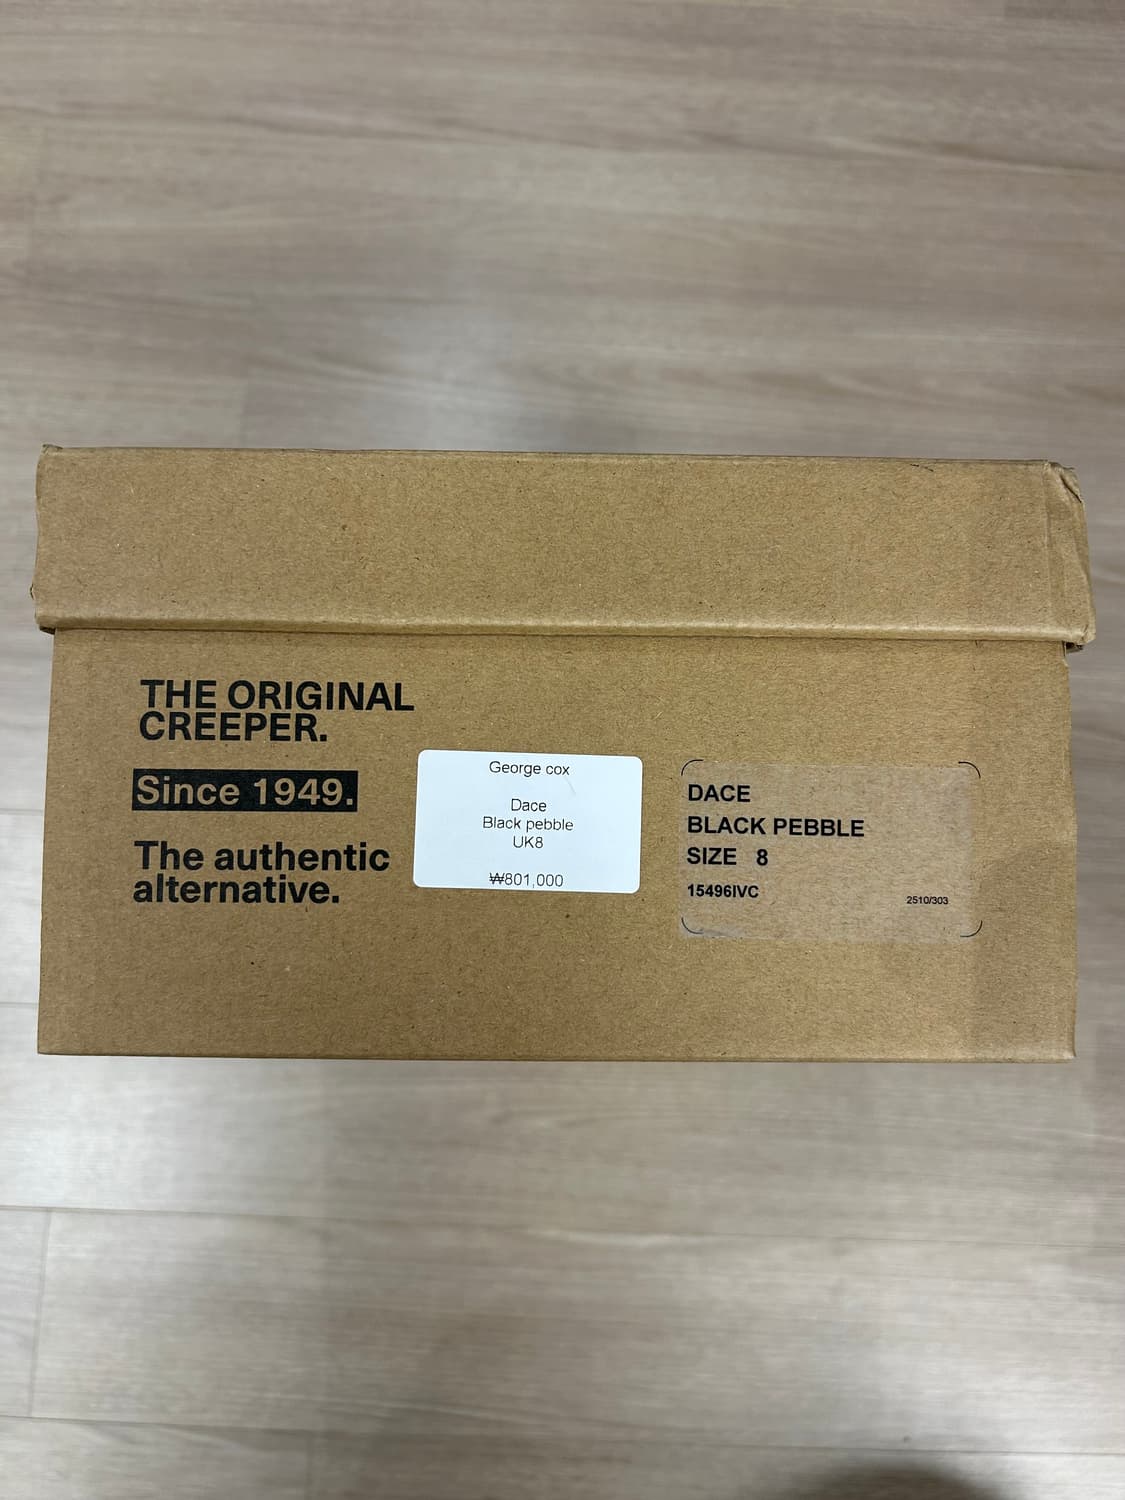 THE ORIGINAL
CREEPER.
Since 1949.
The authentic
alternative.
George cox
Dace
Black pebble
UK8
₩801,000
DACE
BLACK PEBBLE
SIZE 8
15496IVC
2510/303